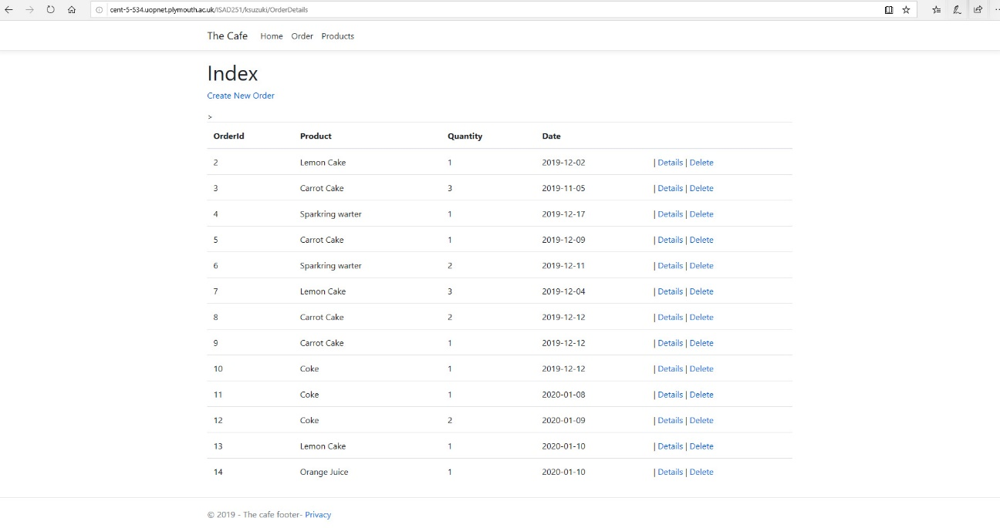 cent-5-534.uopnet.plymouth.ac.uk/ISAD251/ksuzuki/OrderDetails
The Cafe Home Order Products
Index
Create New Order
>
OrderId Product Quantity Date
2 Lemon Cake 1 2019-12-02 | Details | Delete
3 Carrot Cake 3 2019-11-05 | Details | Delete
4 Sparkring warter 1 2019-12-17 | Details | Delete
5 Carrot Cake 1 2019-12-09 | Details | Delete
6 Sparkring warter 2 2019-12-11 | Details | Delete
7 Lemon Cake 3 2019-12-04 | Details | Delete
8 Carrot Cake 2 2019-12-12 | Details | Delete
9 Carrot Cake 1 2019-12-12 | Details | Delete
10 Coke 1 2019-12-12 | Details | Delete
11 Coke 1 2020-01-08 | Details | Delete
12 Coke 2 2020-01-09 | Details | Delete
13 Lemon Cake 1 2020-01-10 | Details | Delete
14 Orange Juice 1 2020-01-10 | Details | Delete
© 2019 - The cafe footer- Privacy